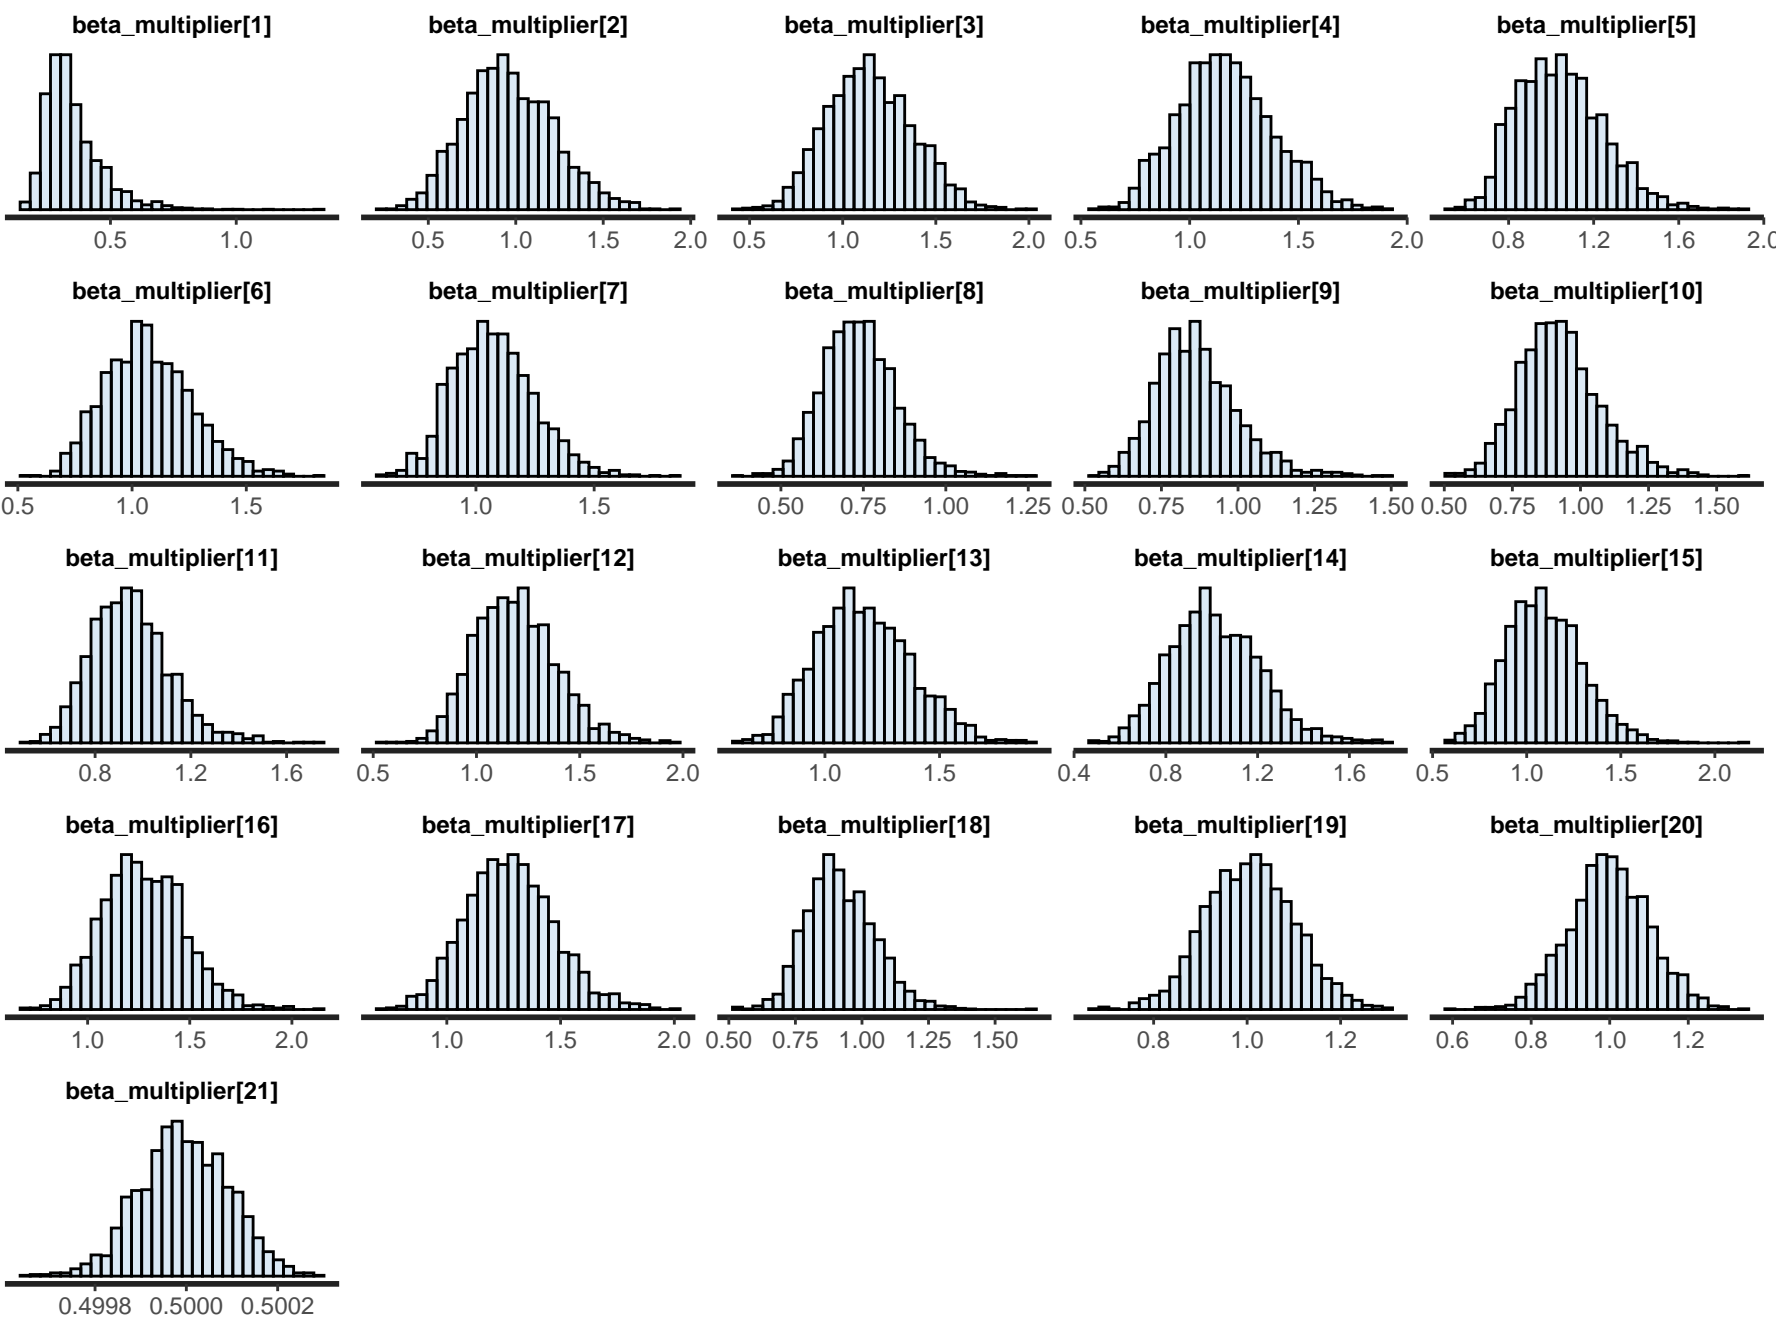 beta_multiplier[1] beta_multiplier[2] beta_multiplier[3] beta_multiplier[4] beta_multiplier[5]
0.5 1.0 0.5 1.0 1.5 2.0 0.5 1.0 1.5 2.0 0.5 1.0 1.5 2.0 0.8 1.2 1.6 2.0
beta_multiplier[6] beta_multiplier[7] beta_multiplier[8] beta_multiplier[9] beta_multiplier[10]
0.5 1.0 1.5 1.0 1.5 0.50 0.75 1.00 1.25 0.50 0.75 1.00 1.25 1.50 0.50 0.75 1.00 1.25 1.50
beta_multiplier[11] beta_multiplier[12] beta_multiplier[13] beta_multiplier[14] beta_multiplier[15]
0.8 1.2 1.6 0.5 1.0 1.5 2.0 1.0 1.5 0.4 0.8 1.2 1.6 0.5 1.0 1.5 2.0
beta_multiplier[16] beta_multiplier[17] beta_multiplier[18] beta_multiplier[19] beta_multiplier[20]
1.0 1.5 2.0 1.0 1.5 2.0 0.50 0.75 1.00 1.25 1.50 0.8 1.0 1.2 0.6 0.8 1.0 1.2
beta_multiplier[21]
0.4998 0.5000 0.5002